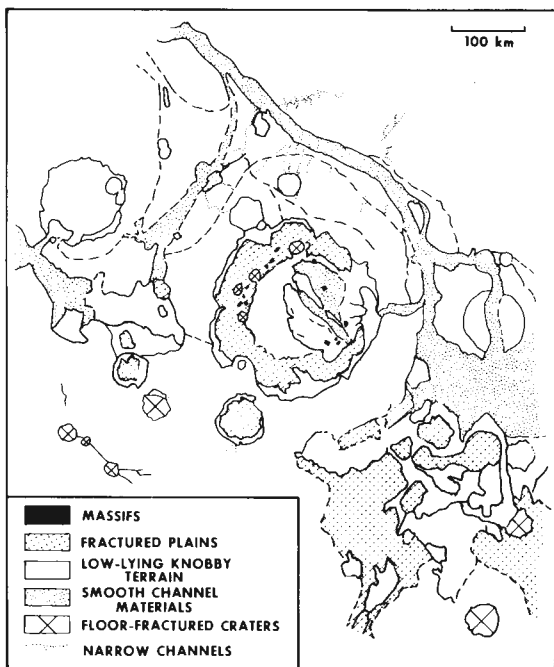 100 km
MASSIFS
FRACTURED PLAINS
LOW-LYING KNOBBY
TERRAIN
SMOOTH CHANNEL
MATERIALS
FLOOR-FRACTURED CRATERS
NARROW CHANNELS